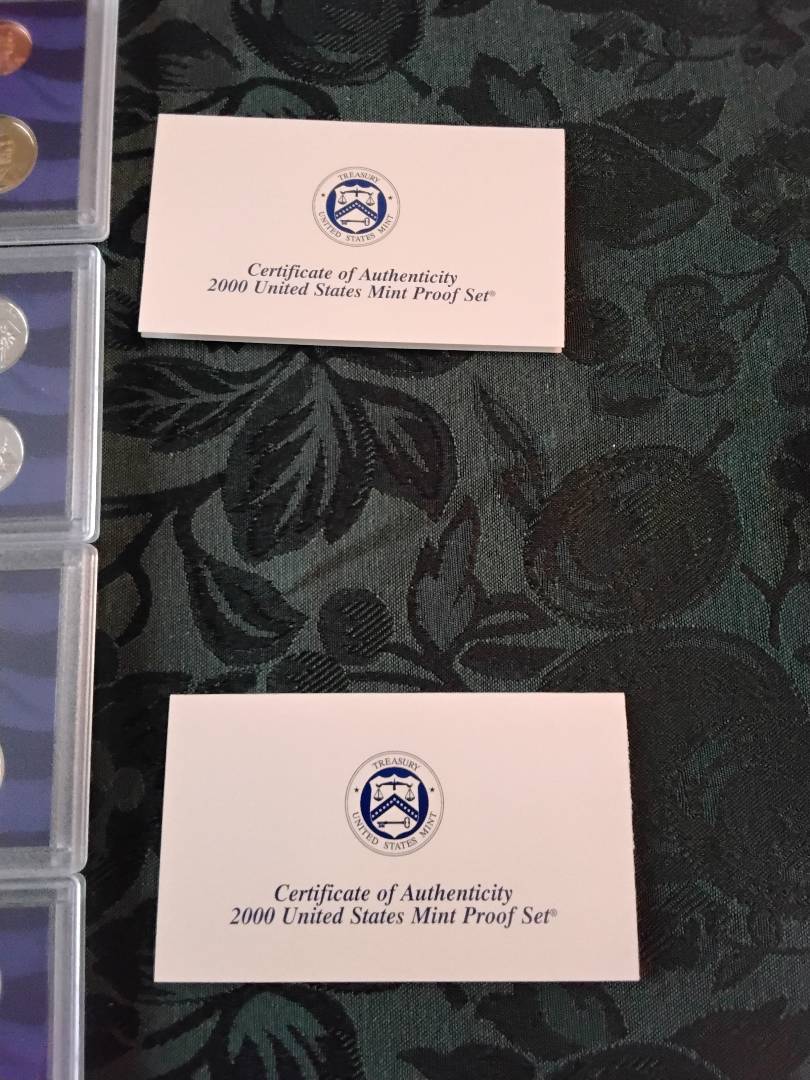 TREASURY
UNITED STATES MINT
Certificate of Authenticity
2000 United States Mint Proof Set®
TREASURY
UNITED STATES MINT
Certificate of Authenticity
2000 United States Mint Proof Set®